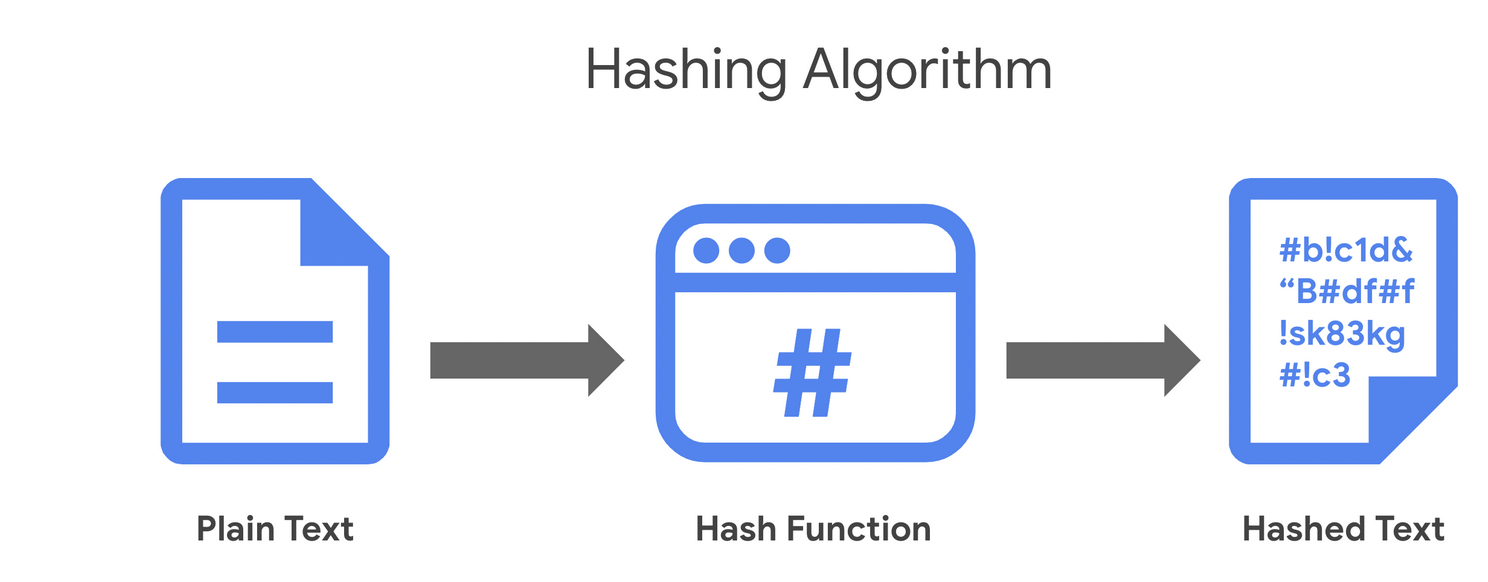 Hashing Algorithm
#
#b!c1d&
“B#df#f
!sk83kg
#!c3
Plain Text
Hash Function
Hashed Text